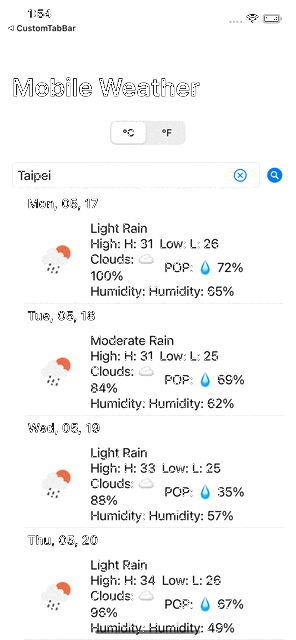 1:54
CustomTabBar
Mobile Weather
°C °F
Taipei
Mon, 05, 17
Light Rain
High: H: 31 Low: L: 26
Clouds:
100%
POP: 72%
Humidity: Humidity: 65%
Tue, 05, 18
Moderate Rain
High: H: 31 Low: L: 25
Clouds:
84%
POP: 69%
Humidity: Humidity: 62%
Wed, 05, 19
Light Rain
High: H: 33 Low: L: 25
Clouds:
88%
POP: 35%
Humidity: Humidity: 57%
Thu, 05, 20
Light Rain
High: H: 34 Low: L: 26
Clouds:
96%
POP: 67%
Humidity: Humidity: 49%